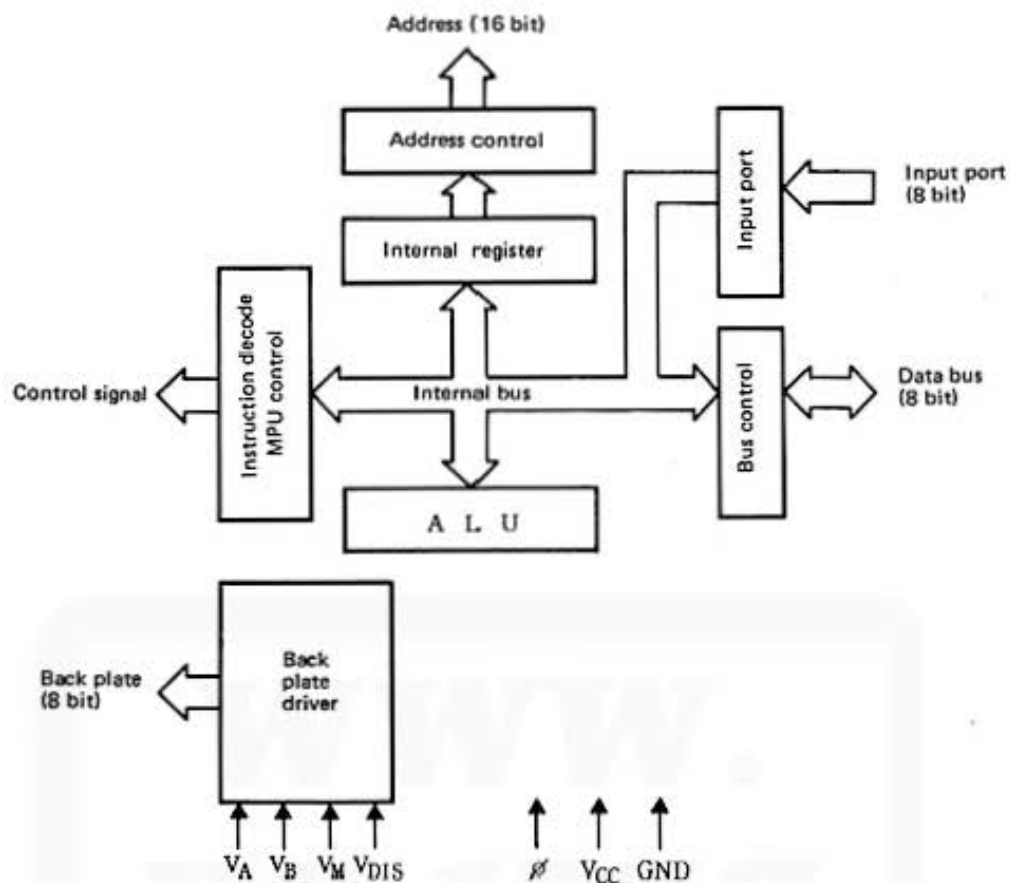 Address (16 bit)
Address control
Input port
Input port
(8 bit)
Internal register
Instruction decode
MPU control
Control signal
Internal bus
Bus control
Data bus
(8 bit)
A L U
Back plate
(8 bit)
Back
plate
driver
VA VB VM VDIS ø VCC GND
www.